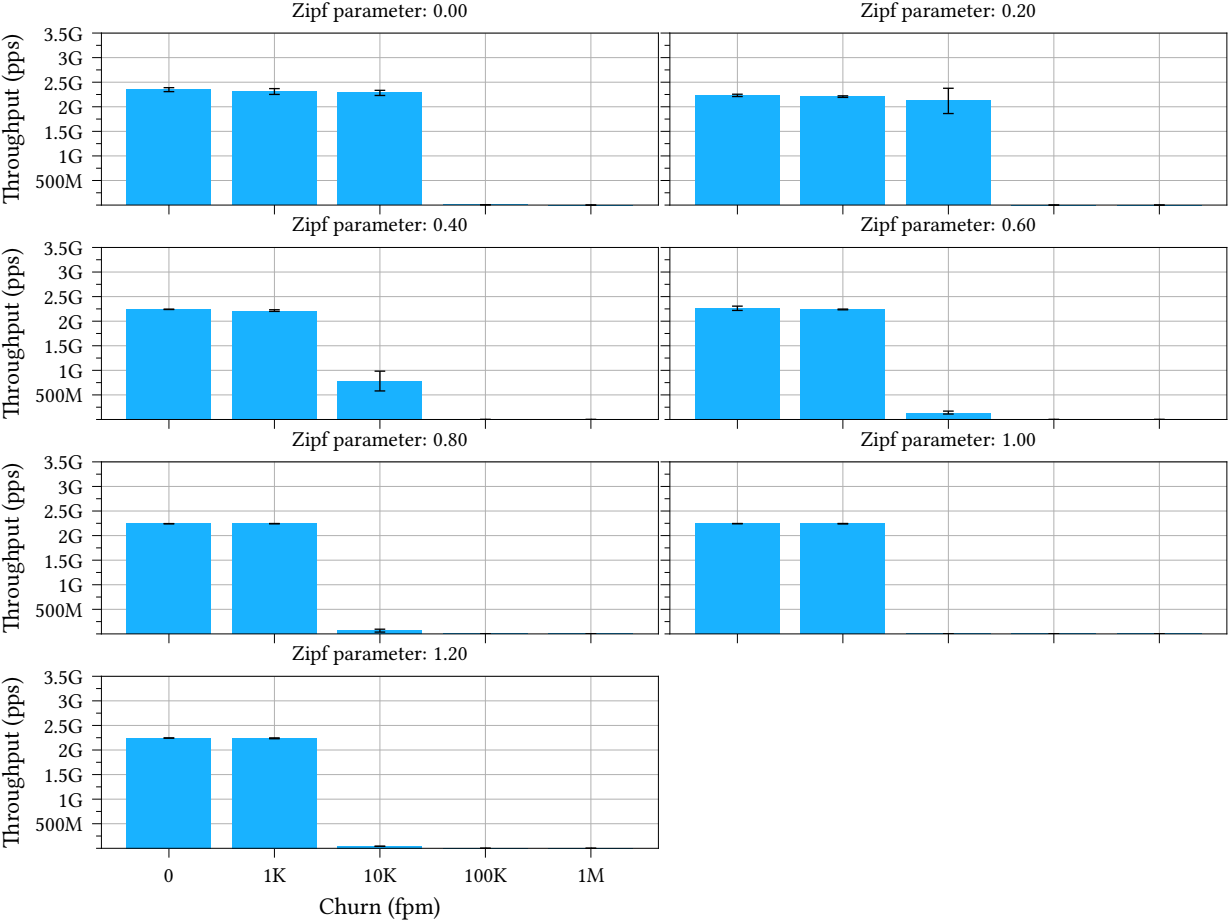 Zipf parameter: 0.00
Zipf parameter: 0.20
Throughput (pps)
3.5G
3G
2.5G
2G
1.5G
1G
500M
Zipf parameter: 0.40
Zipf parameter: 0.60
Throughput (pps)
3.5G
3G
2.5G
2G
1.5G
1G
500M
Zipf parameter: 0.80
Zipf parameter: 1.00
Throughput (pps)
3.5G
3G
2.5G
2G
1.5G
1G
500M
Zipf parameter: 1.20
Throughput (pps)
3.5G
3G
2.5G
2G
1.5G
1G
500M
0 1K 10K 100K 1M
Churn (fpm)